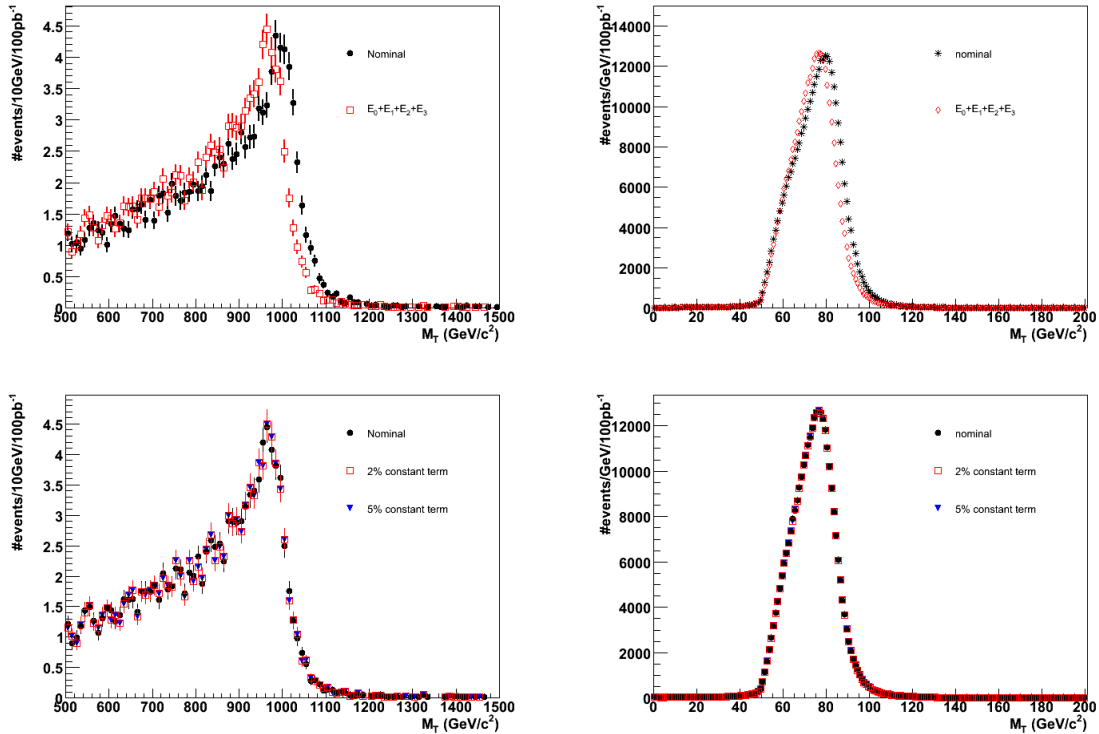 #events/10GeV/100pb⁻¹
4.5
4
3.5
3
2.5
2
1.5
1
0.5
0
500 600 700 800 900 1000 1100 1200 1300 1400 1500
M_T (GeV/c²)
Nominal
E₀+E₁+E₂+E₃
#events/GeV/100pb⁻¹
14000
12000
10000
8000
6000
4000
2000
0
0 20 40 60 80 100 120 140 160 180 200
M_T (GeV/c²)
nominal
E₀+E₁+E₂+E₃
#events/10GeV/100pb⁻¹
4.5
4
3.5
3
2.5
2
1.5
1
0.5
0
500 600 700 800 900 1000 1100 1200 1300 1400 1500
M_T (GeV/c²)
Nominal
2% constant term
5% constant term
#events/GeV/100pb⁻¹
12000
10000
8000
6000
4000
2000
0
0 20 40 60 80 100 120 140 160 180 200
M_T (GeV/c²)
nominal
2% constant term
5% constant term